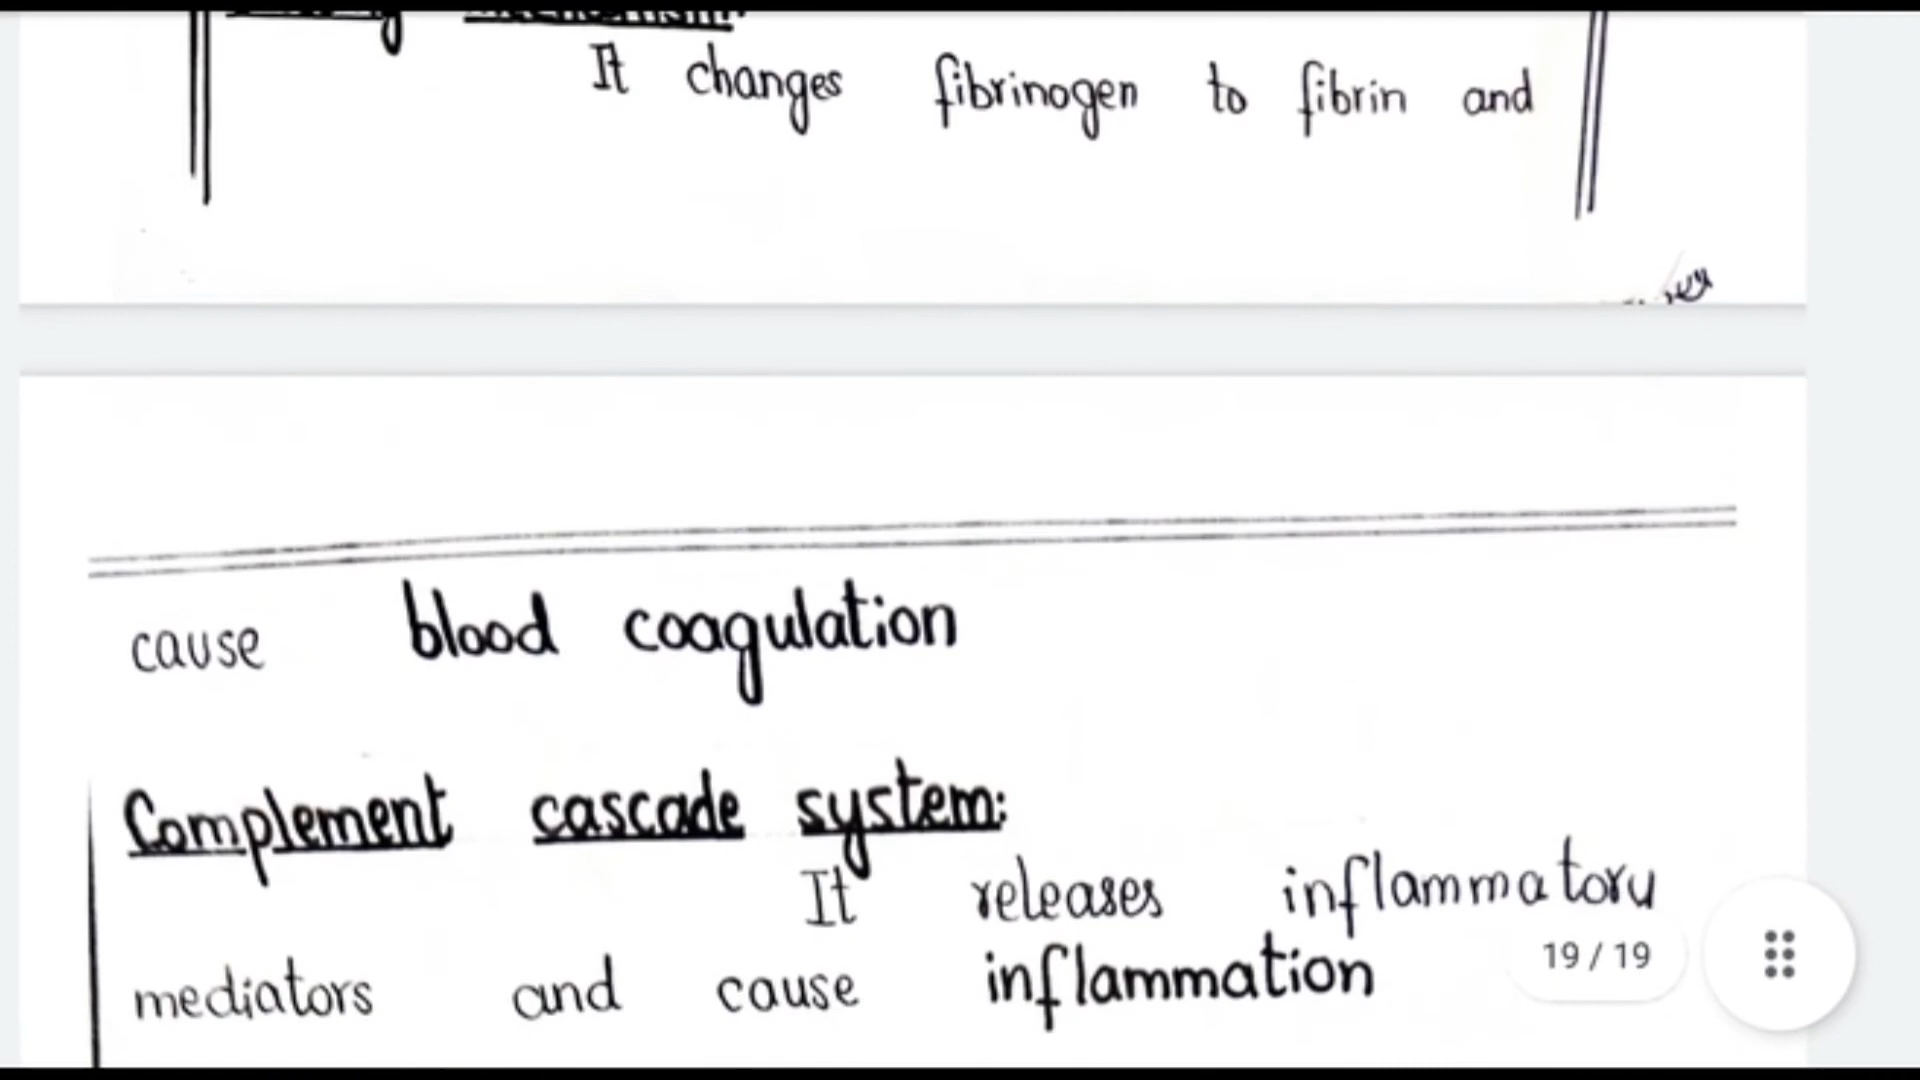 It changes fibrinogen to fibrin and
cause blood coagulation
Complement cascade system:
It releases inflammatory
mediators and cause inflammation
19 / 19